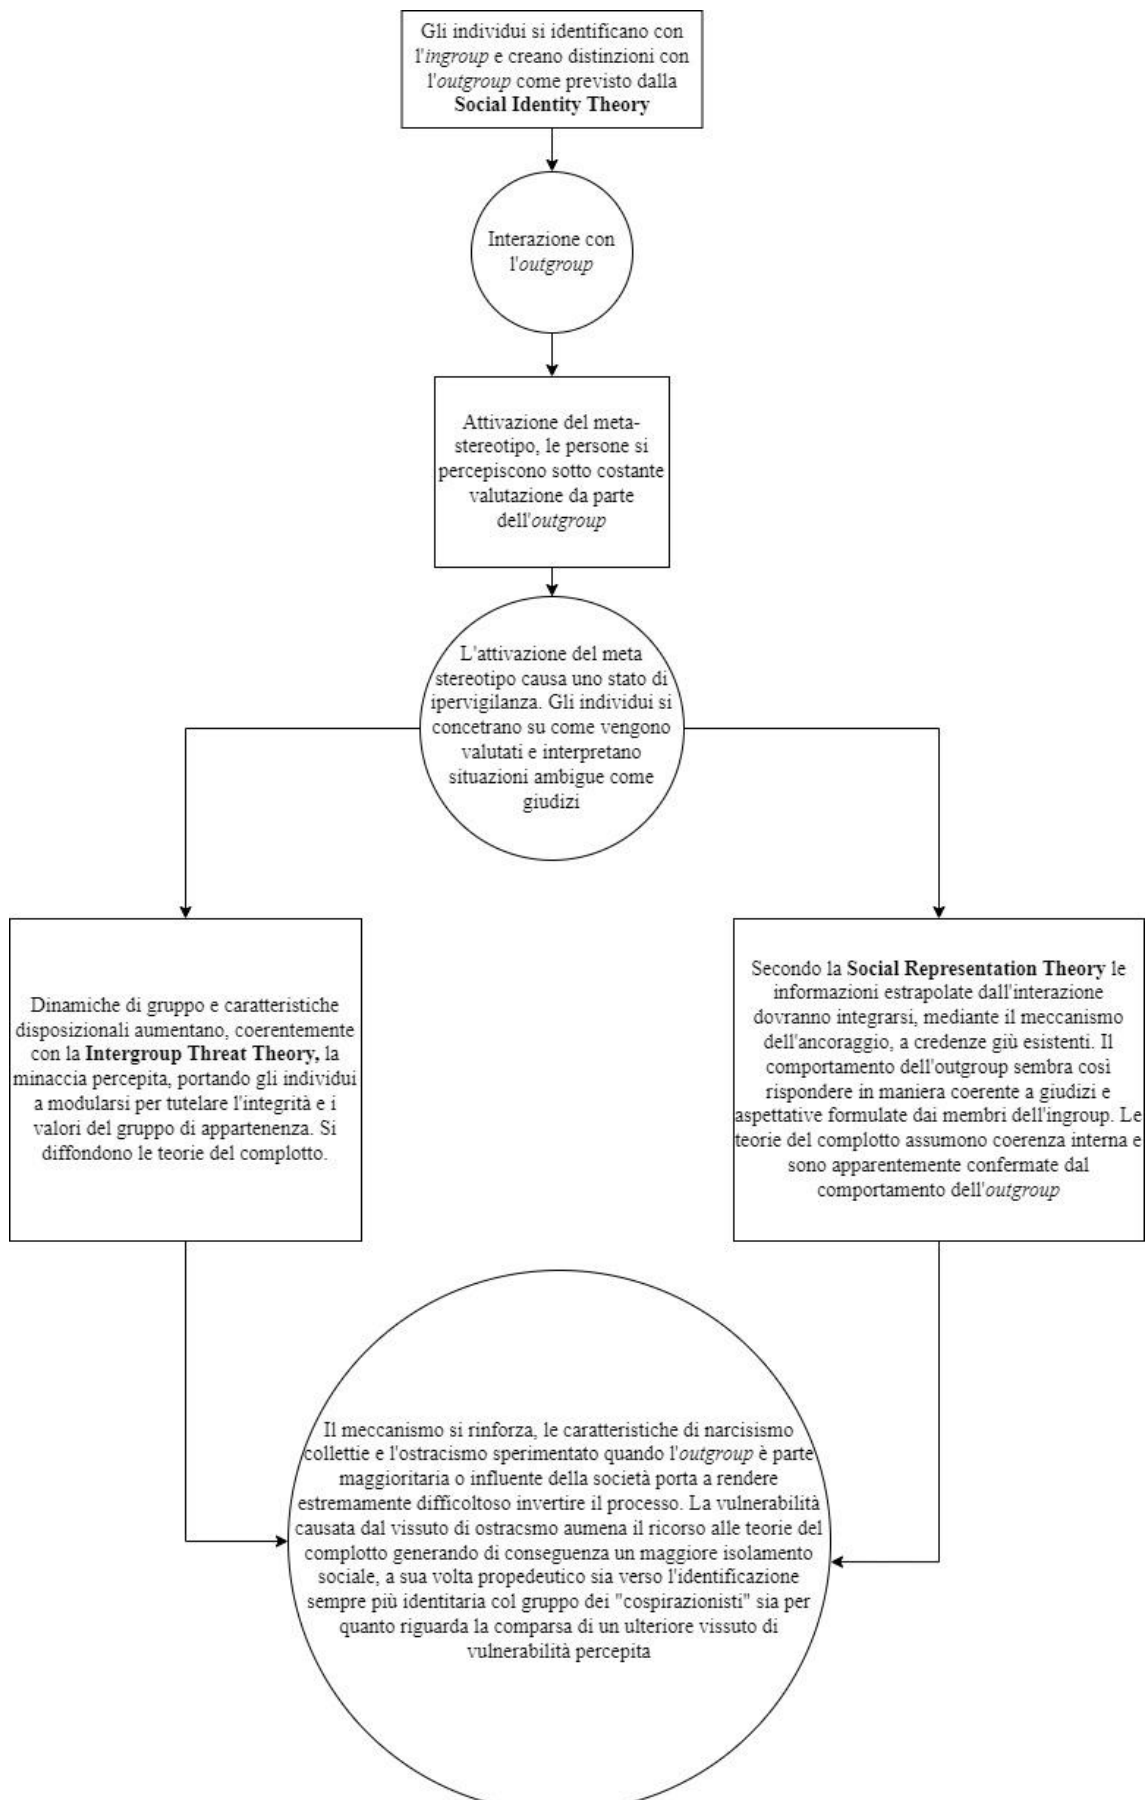 Gli individui si identificano con
l'ingroup e creano distinzioni con
l'outgroup come previsto dalla
Social Identity Theory
Interazione con
l'outgroup
Attivazione del meta-
stereotipo, le persone si
percepiscono sotto costante
valutazione da parte
dell'outgroup
L'attivazione del meta
stereotipo causa uno stato di
ipervigilanza. Gli individui si
concetrano su come vengono
valutati e interpretano
situazioni ambigue come
giudizi
Dinamiche di gruppo e caratteristiche
disposizionali aumentano, coerentemente
con la Intergroup Threat Theory, la
minaccia percepita, portando gli individui
a modularsi per tutelare l'integrità e i
valori del gruppo di appartenenza. Si
diffondono le teorie del complotto.
Secondo la Social Representation Theory le
informazioni estrapolate dall'interazione
dovranno integrarsi, mediante il meccanismo
dell'ancoraggio, a credenze giù esistenti. Il
comportamento dell'outgroup sembra così
rispondere in maniera coerente a giudizi e
aspettative formulate dai membri dell'ingroup. Le
teorie del complotto assumono coerenza interna e
sono apparentemente confermate dal
comportamento dell'outgroup
Il meccanismo si rinforza, le caratteristiche di narcisismo
collettie e l'ostracismo sperimentato quando l'outgroup è parte
maggioritaria o influente della società porta a rendere
estremamente difficoltoso invertire il processo. La vulnerabilità
causata dal vissuto di ostracsmo aumena il ricorso alle teorie del
complotto generando di conseguenza un maggiore isolamento
sociale, a sua volta propedeutico sia verso l'identificazione
sempre più identitaria col gruppo dei "cospirazionisti" sia per
quanto riguarda la comparsa di un ulteriore vissuto di
vulnerabilità percepita